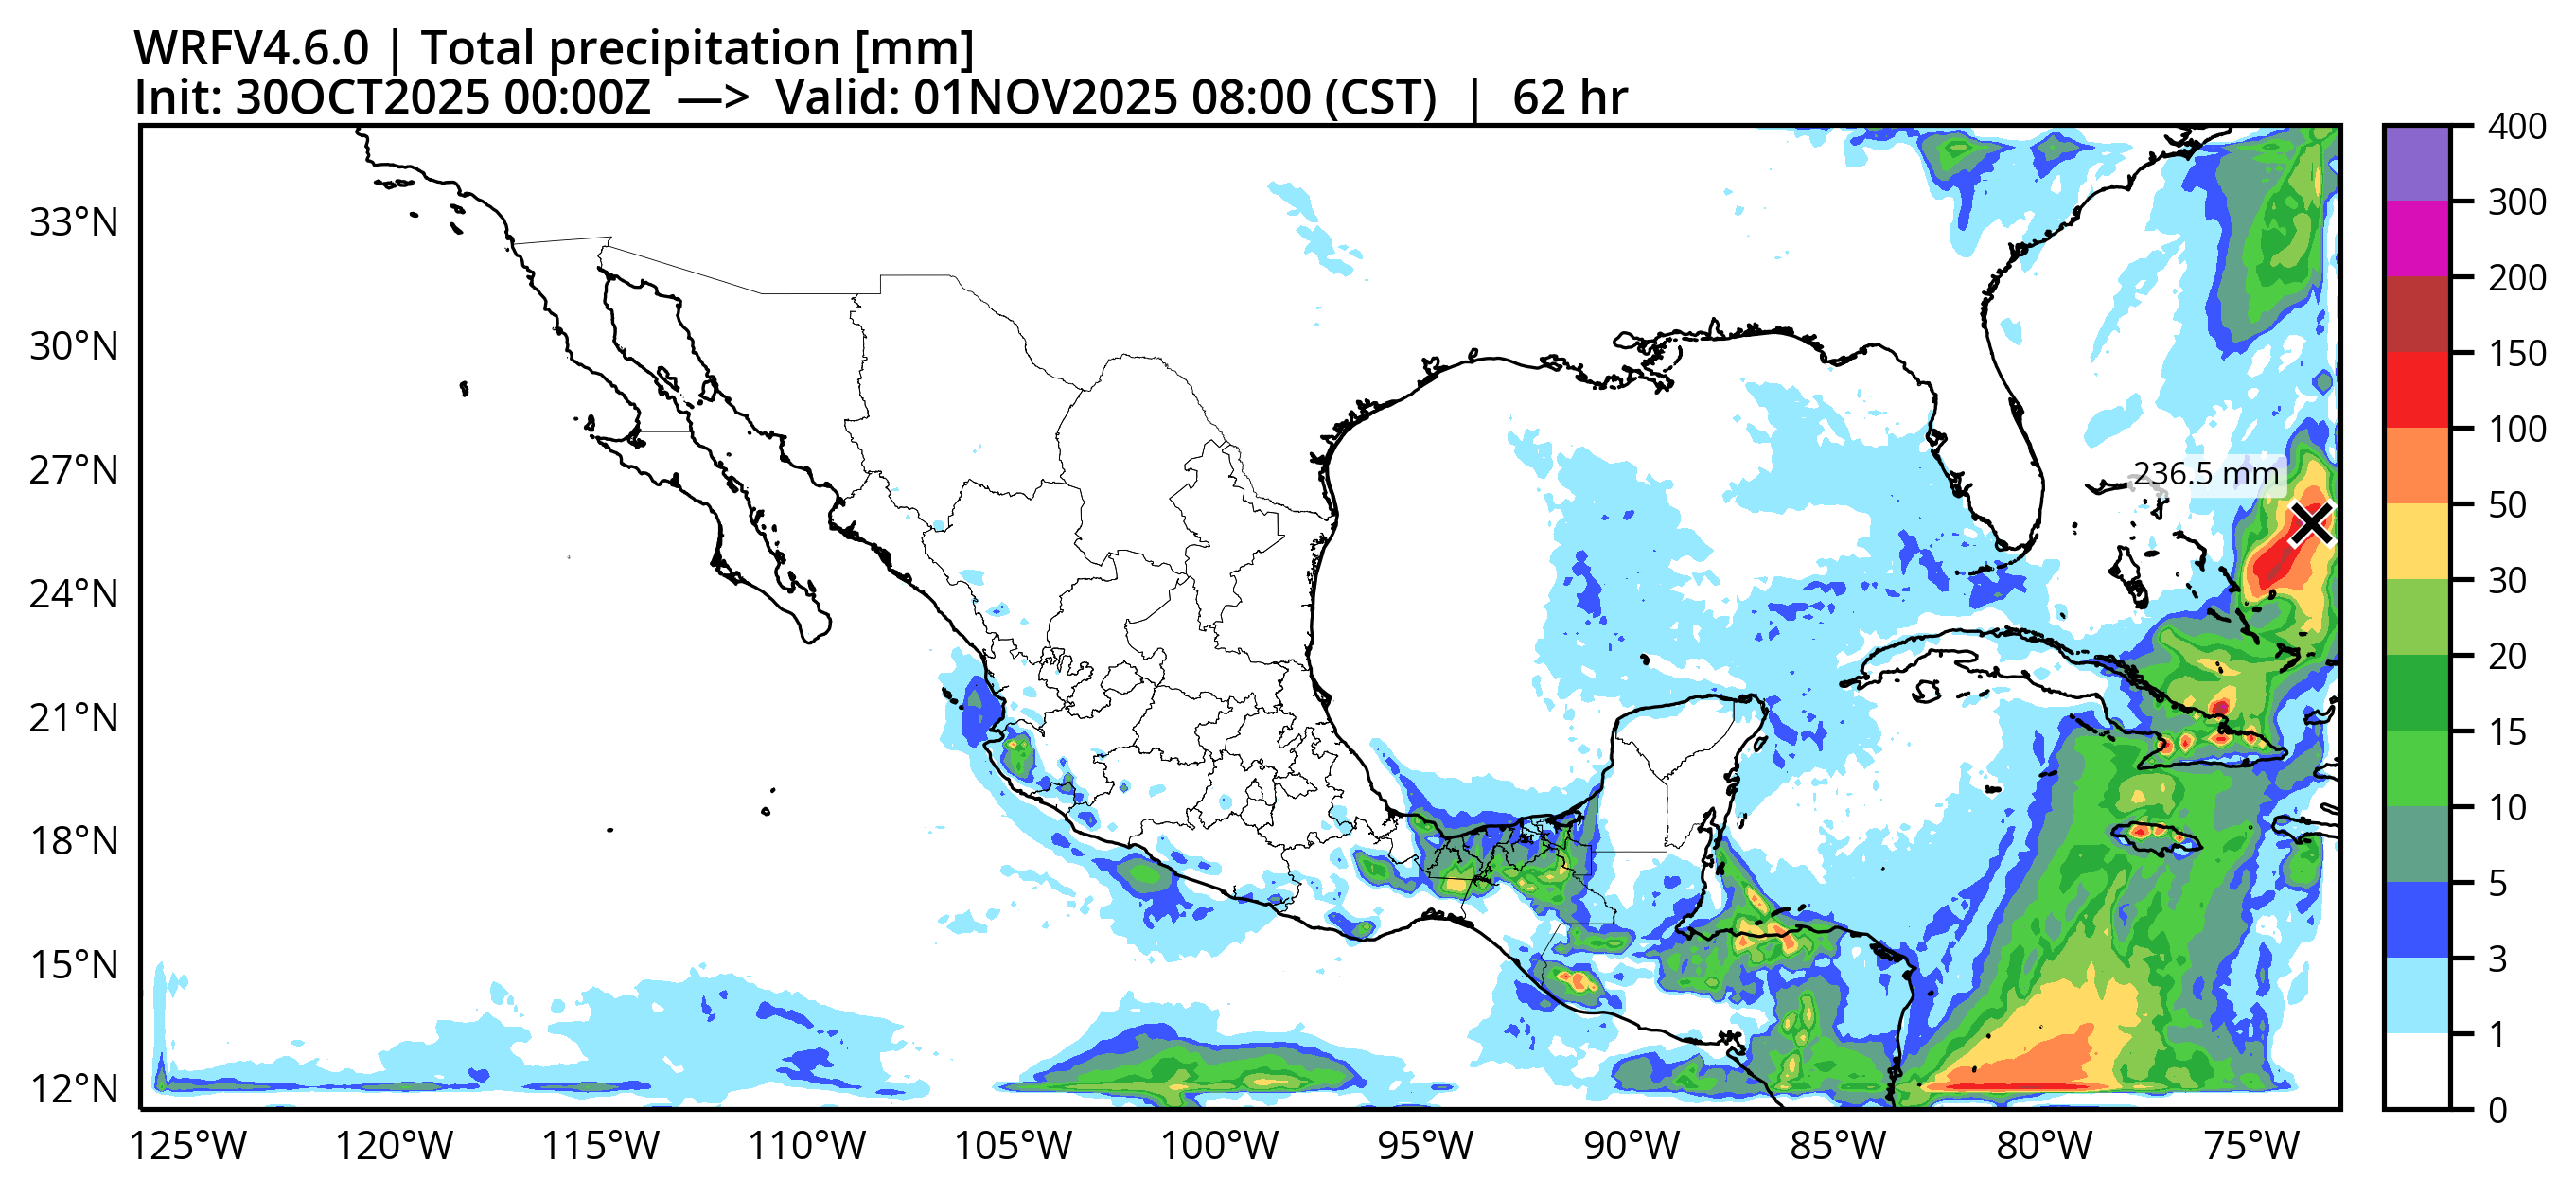 WRFV4.6.0 | Total precipitation [mm]
Init: 30OCT2025 00:00Z —> Valid: 01NOV2025 08:00 (CST) | 62 hr
33°N
30°N
27°N
24°N
21°N
18°N
15°N
12°N
236.5 mm
125°W 120°W 115°W 110°W 105°W 100°W 95°W 90°W 85°W 80°W 75°W
400
300
200
150
100
50
30
20
15
10
5
3
1
0